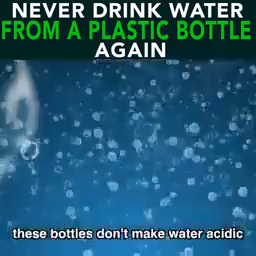 NEVER DRINK WATER
FROM A PLASTIC BOTTLE
AGAIN
these bottles don't make water acidic